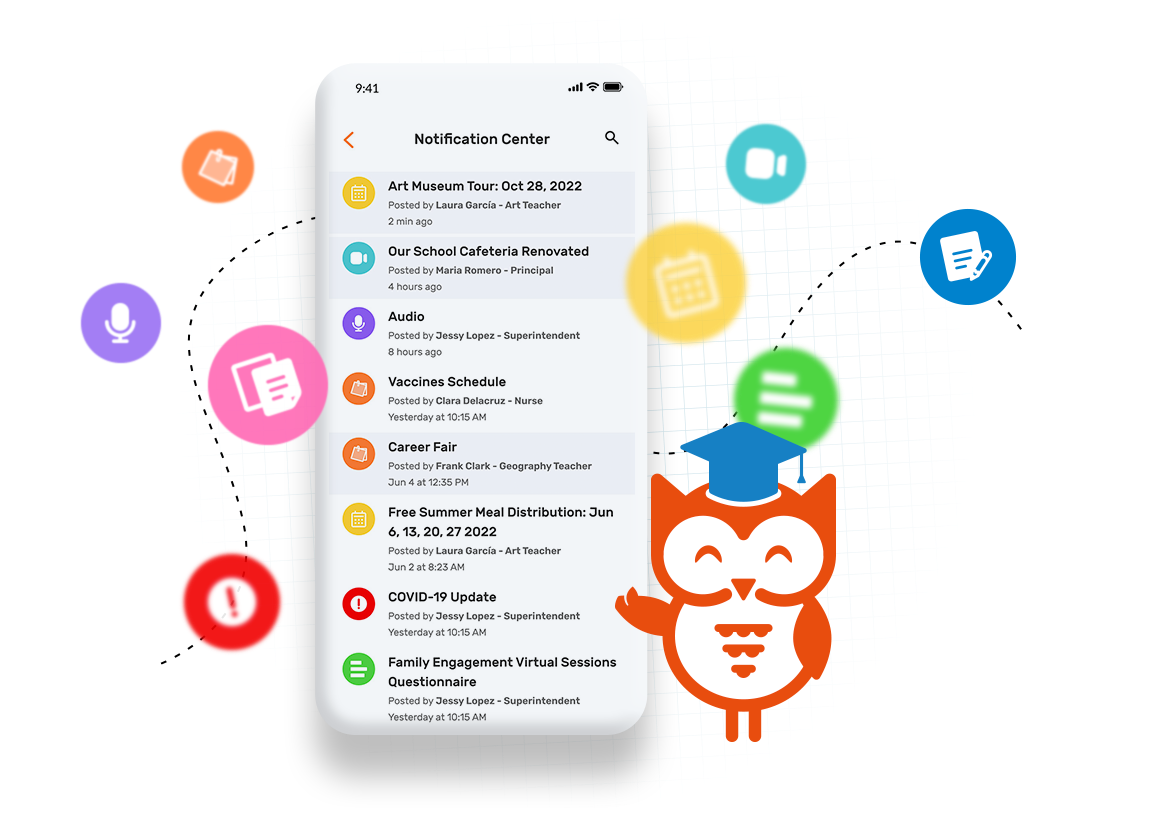 9:41
Notification Center
Art Museum Tour: Oct 28, 2022
Posted by Laura García - Art Teacher
2 min ago
Our School Cafeteria Renovated
Posted by Maria Romero - Principal
4 hours ago
Audio
Posted by Jessy Lopez - Superintendent
8 hours ago
Vaccines Schedule
Posted by Clara Delacruz - Nurse
Yesterday at 10:15 AM
Career Fair
Posted by Frank Clark - Geography Teacher
Jun 4 at 12:35 PM
Free Summer Meal Distribution: Jun
6, 13, 20, 27 2022
Posted by Laura García - Art Teacher
Jun 2 at 8:23 AM
COVID-19 Update
Posted by Jessy Lopez - Superintendent
Yesterday at 10:15 AM
Family Engagement Virtual Sessions
Questionnaire
Posted by Jessy Lopez - Superintendent
Yesterday at 10:15 AM